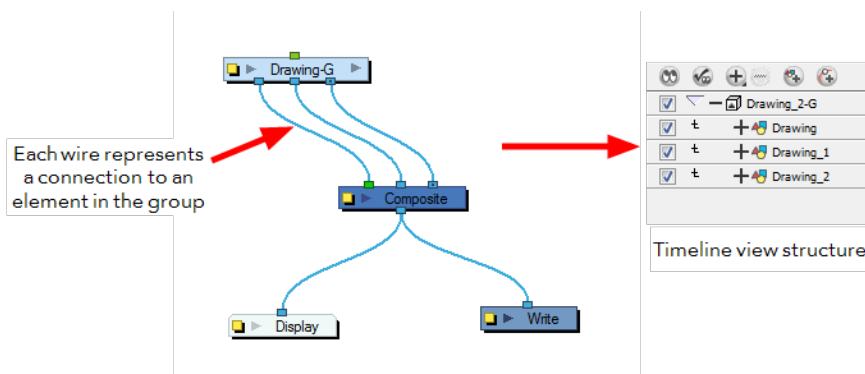 Drawing-G
Each wire represents
a connection to an
element in the group
Composite
Display
Write
Drawing_2-G
Drawing
Drawing_1
Drawing_2
Timeline view structure